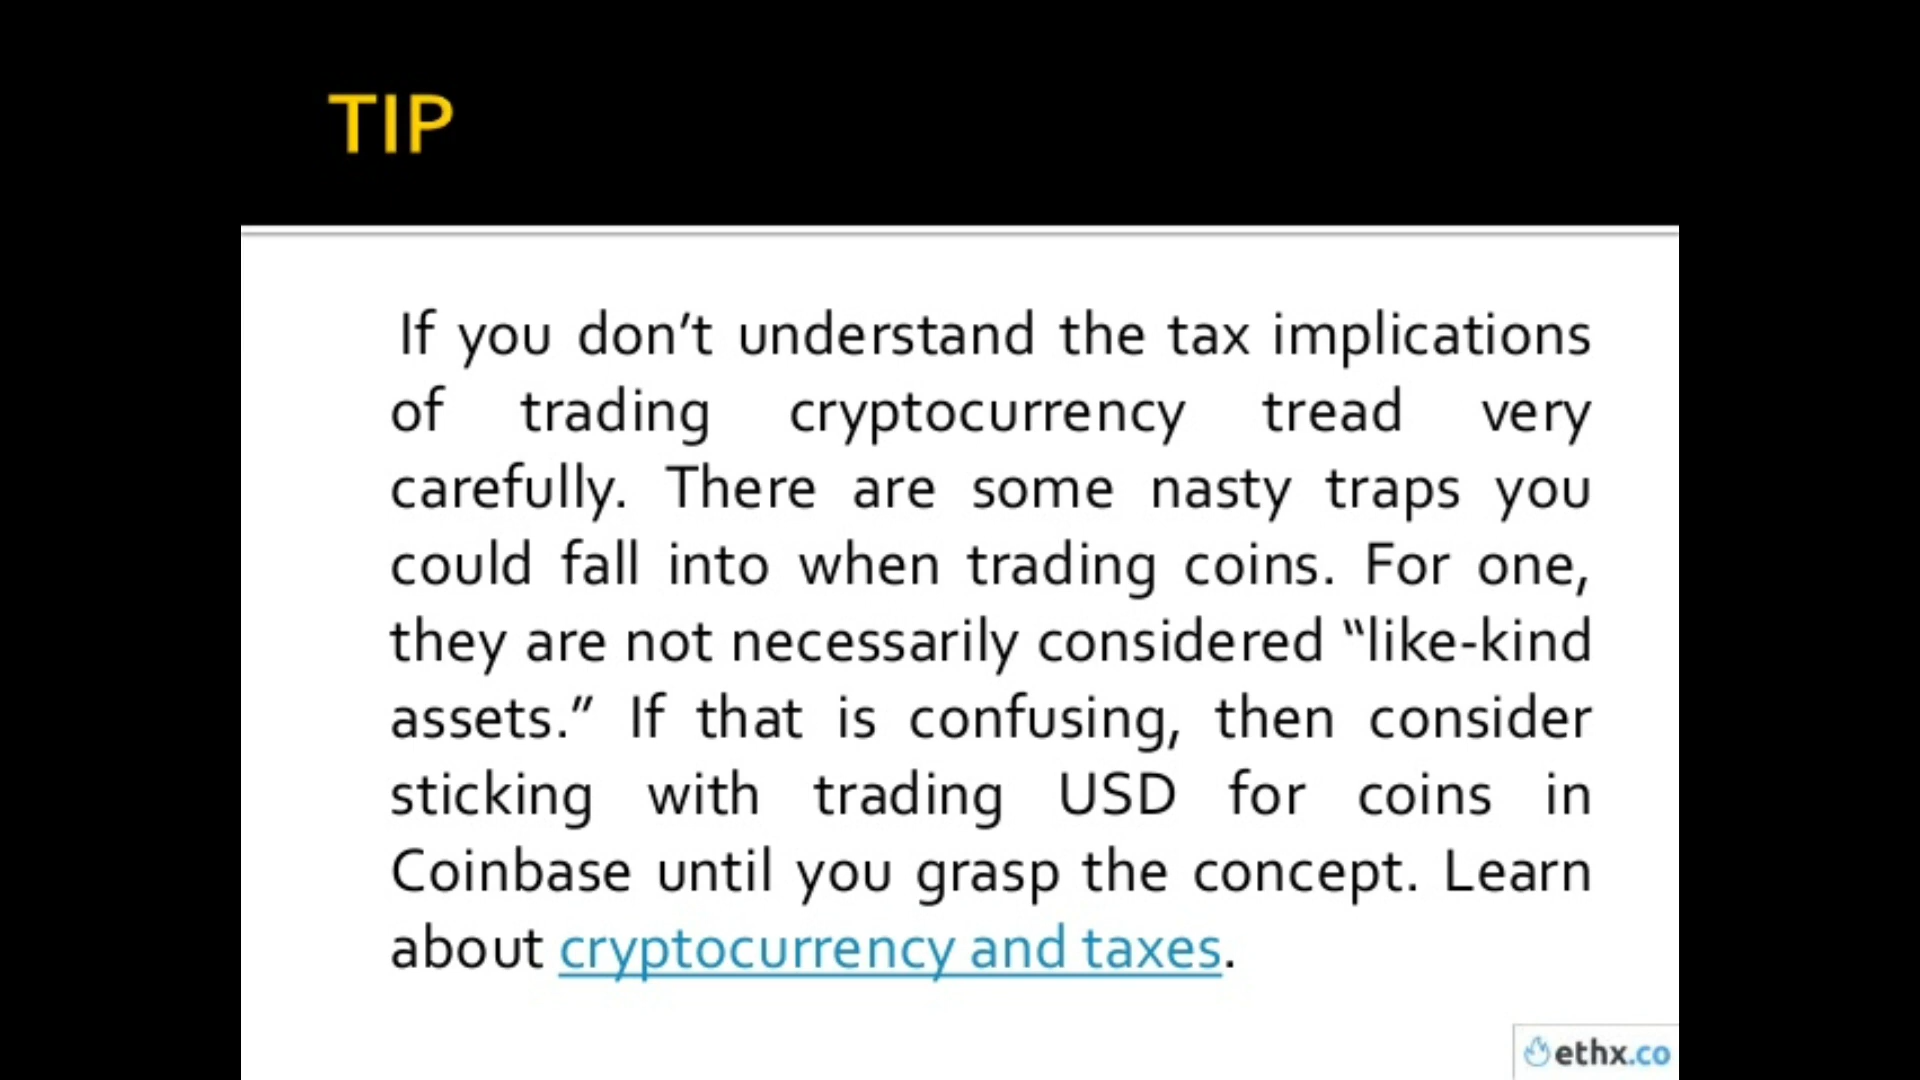 TIP
If you don’t understand the tax implications
of trading cryptocurrency tread very
carefully. There are some nasty traps you
could fall into when trading coins. For one,
they are not necessarily considered “like-kind
assets.” If that is confusing, then consider
sticking with trading USD for coins in
Coinbase until you grasp the concept. Learn
about cryptocurrency and taxes.
ethx.co